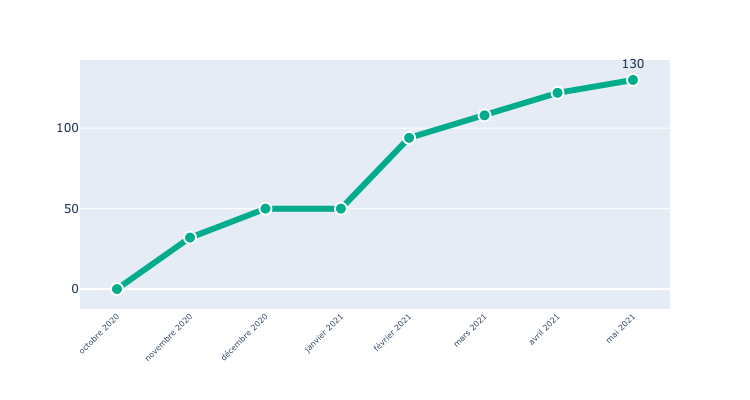 130
100
50
0
octobre 2020
novembre 2020
décembre 2020
janvier 2021
février 2021
mars 2021
avril 2021
mai 2021